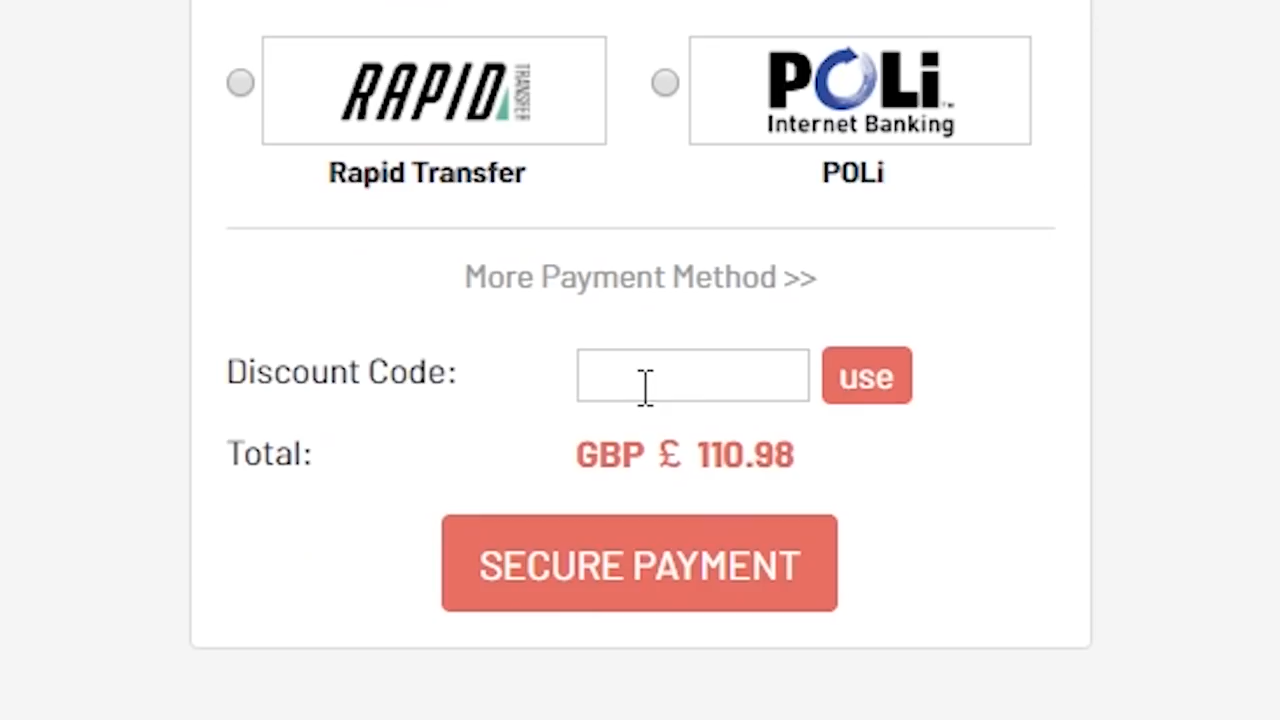 RAPID TRANSFER
POLi™
Internet Banking
Rapid Transfer
POLi
More Payment Method >>
Discount Code:
use
Total:
GBP £ 110.98
SECURE PAYMENT